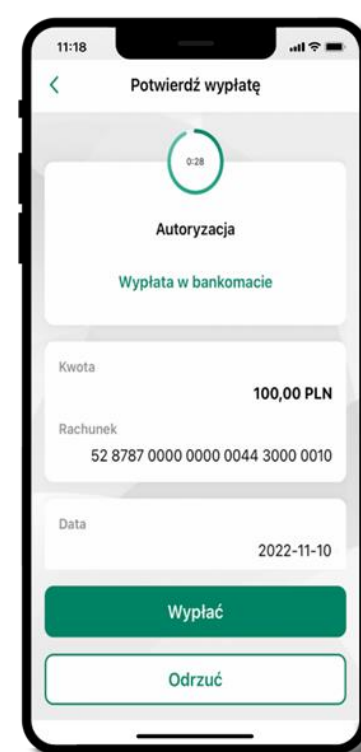 11:18
Potwierdź wypłatę
0:28
Autoryzacja
Wypłata w bankomacie
Kwota
100,00 PLN
Rachunek
52 8787 0000 0000 0044 3000 0010
Data
2022-11-10
Wypłać
Odrzuć